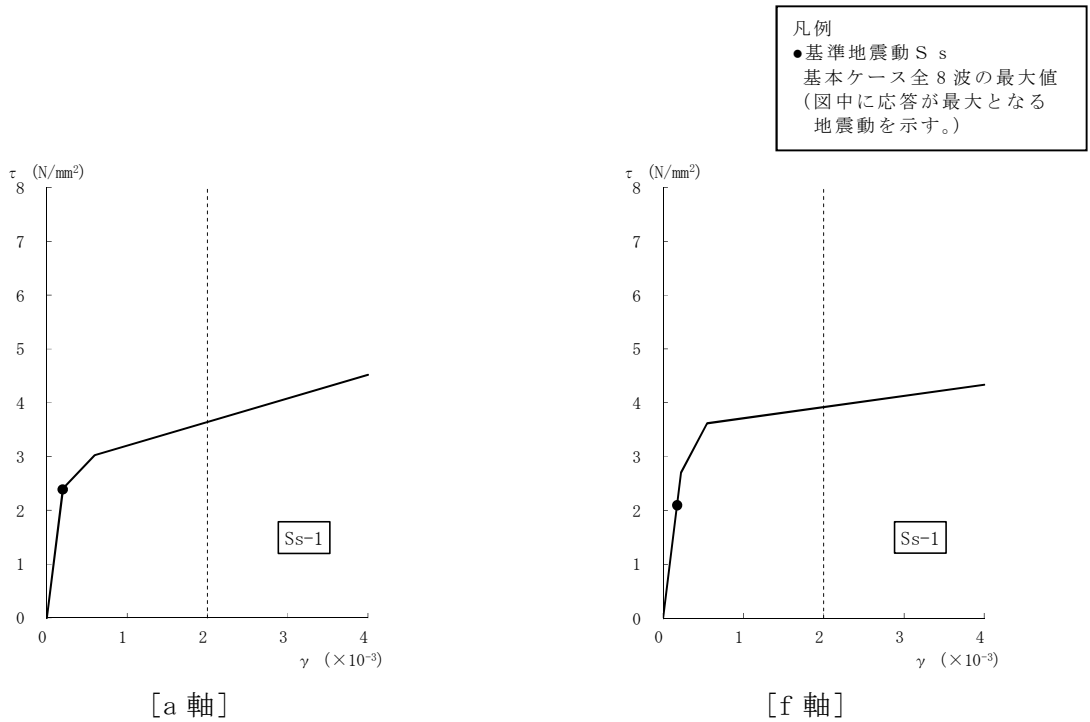 凡例
●基準地震動Ss
基本ケース全8波の最大値
(図中に応答が最大となる
地震動を示す。)
τ (N/mm²)
8
7
6
5
4
3
2
1
0
0 1 2 3 4
γ (×10⁻³)
Ss-1
[a 軸]
τ (N/mm²)
8
7
6
5
4
3
2
1
0
0 1 2 3 4
γ (×10⁻³)
Ss-1
[f 軸]